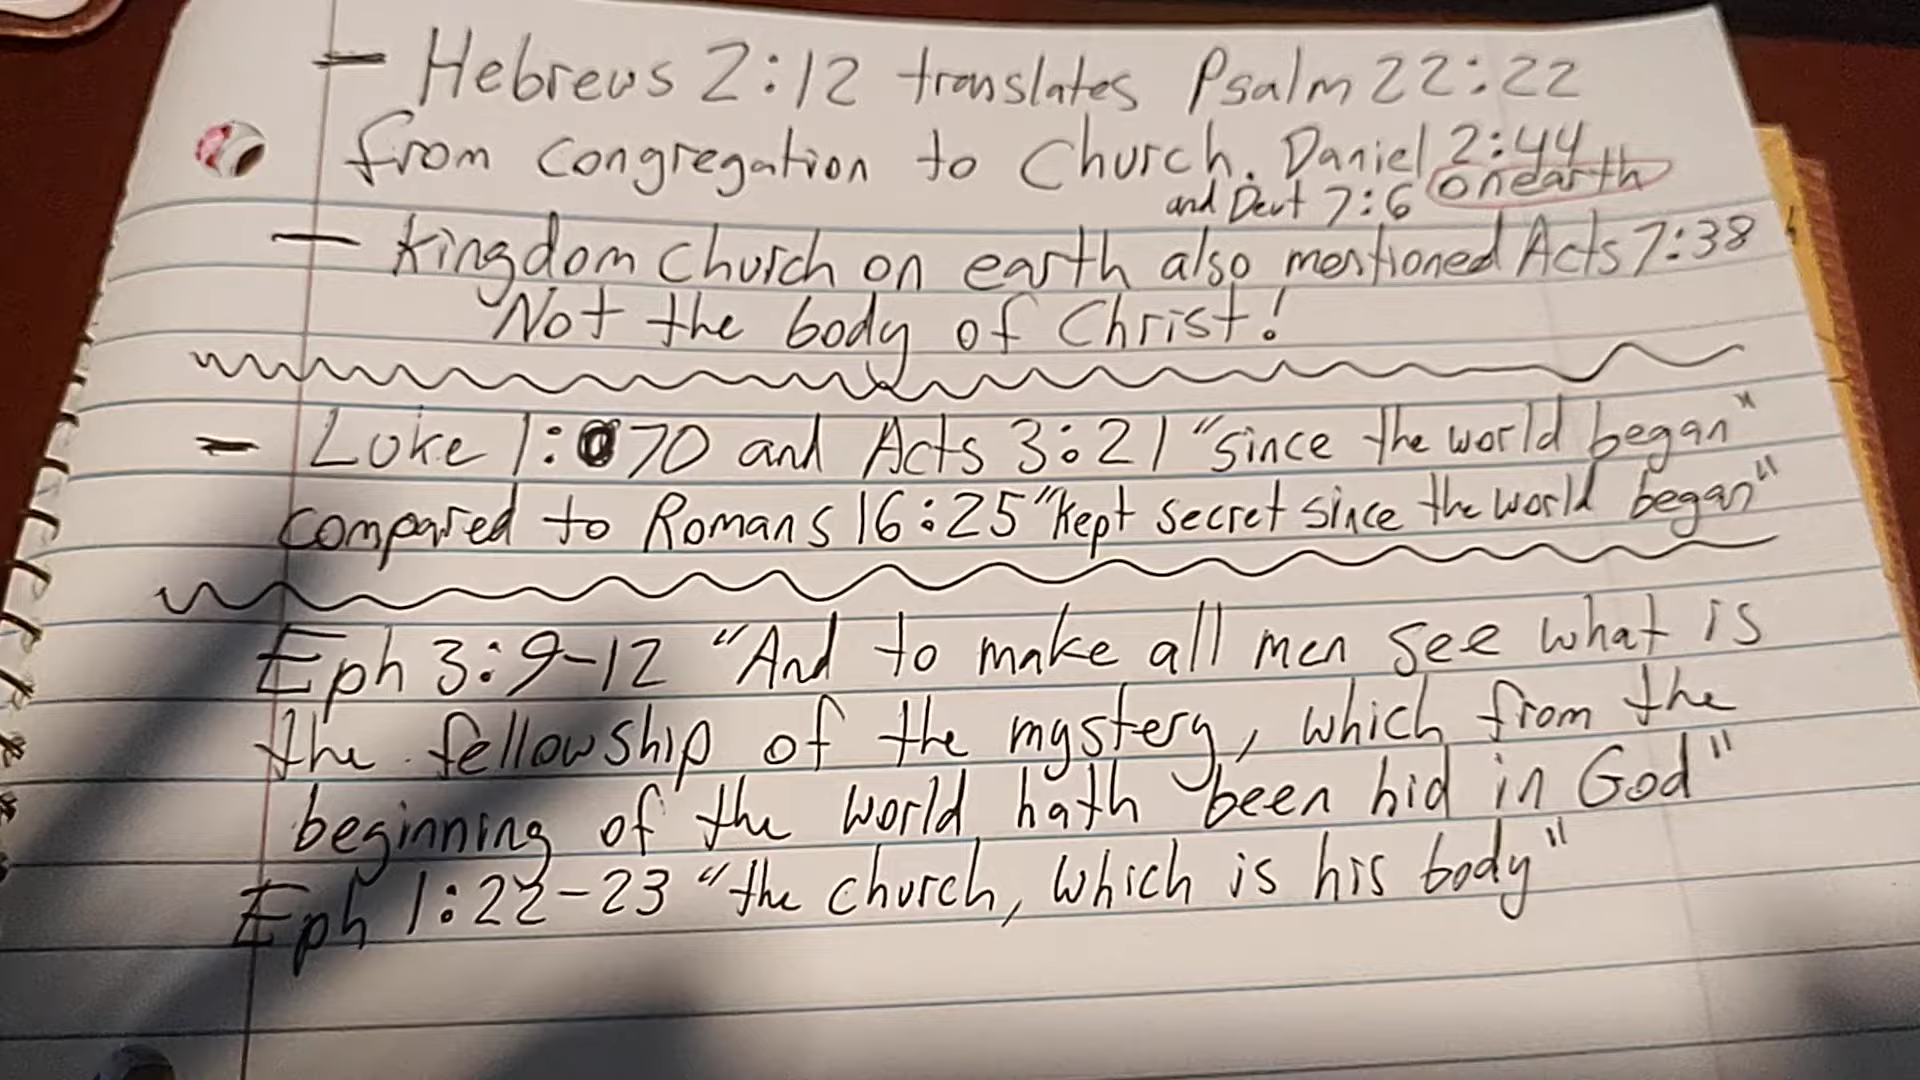 - Hebrews 2:12 translates Psalm 22:22
from congregation to Church. Daniel 2:44
and Deut 7:6 on earth
- Kingdom church on earth also mentioned Acts 7:38
Not the body of Christ!
- Luke 1:70 and Acts 3:21 "since the world began"
compared to Romans 16:25 "kept secret since the world began"
Eph 3:9-12 "And to make all men see what is
the fellowship of the mystery, which from the
beginning of the world hath been hid in God"
Eph 1:22-23 "the church, which is his body"